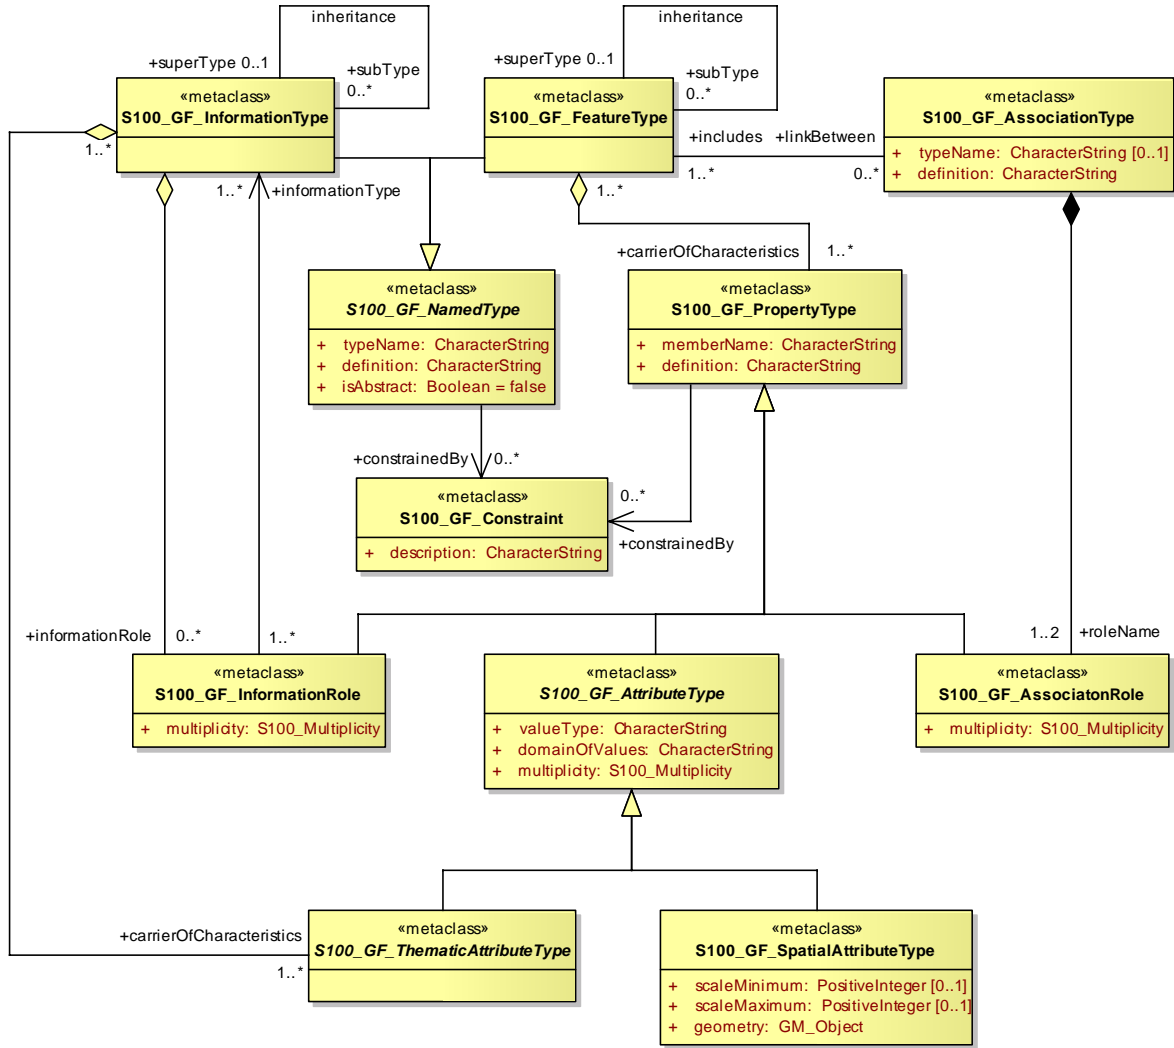 inheritance
inheritance
+superType 0..1
+subType
0..*
+superType 0..1
+subType
0..*
«metaclass»
S100_GF_InformationType
«metaclass»
S100_GF_FeatureType
«metaclass»
S100_GF_AssociationType
+ typeName: CharacterString [0..1]
+ definition: CharacterString
1..*
+includes
+linkBetween
1..*
0..*
1..*
+informationType
1..*
+carrierOfCharacteristics
1..*
«metaclass»
S100_GF_NamedType
+ typeName: CharacterString
+ definition: CharacterString
+ isAbstract: Boolean = false
«metaclass»
S100_GF_PropertyType
+ memberName: CharacterString
+ definition: CharacterString
+constrainedBy
0..*
«metaclass»
S100_GF_Constraint
+ description: CharacterString
0..*
+constrainedBy
+informationRole
0..*
1..*
1..2
+roleName
«metaclass»
S100_GF_InformationRole
+ multiplicity: S100_Multiplicity
«metaclass»
S100_GF_AttributeType
+ valueType: CharacterString
+ domainOfValues: CharacterString
+ multiplicity: S100_Multiplicity
«metaclass»
S100_GF_AssociatonRole
+ multiplicity: S100_Multiplicity
+carrierOfCharacteristics
1..*
«metaclass»
S100_GF_ThematicAttributeType
«metaclass»
S100_GF_SpatialAttributeType
+ scaleMinimum: PositiveInteger [0..1]
+ scaleMaximum: PositiveInteger [0..1]
+ geometry: GM_Object